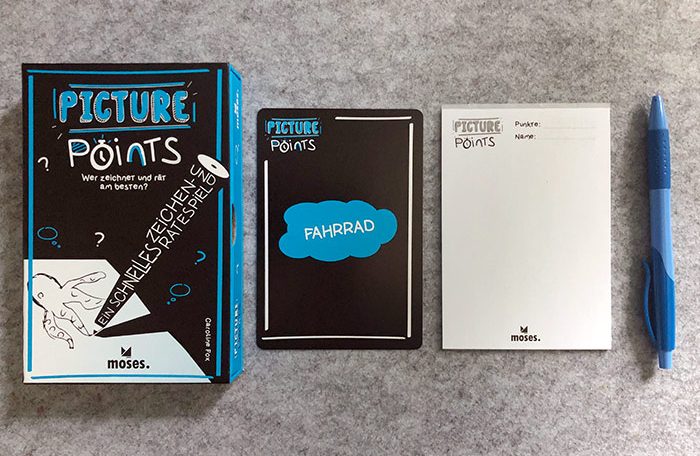 PICTURE
POINTS
Wer zeichnet und rät
am besten?
EIN SCHNELLES ZEICHEN- UND
RATESPIEL
Caroline Fox
moses.
PICTURE
PICTURE
POINTS
FAHRRAD
PICTURE
POINTS
Punkte:
Name:
moses.